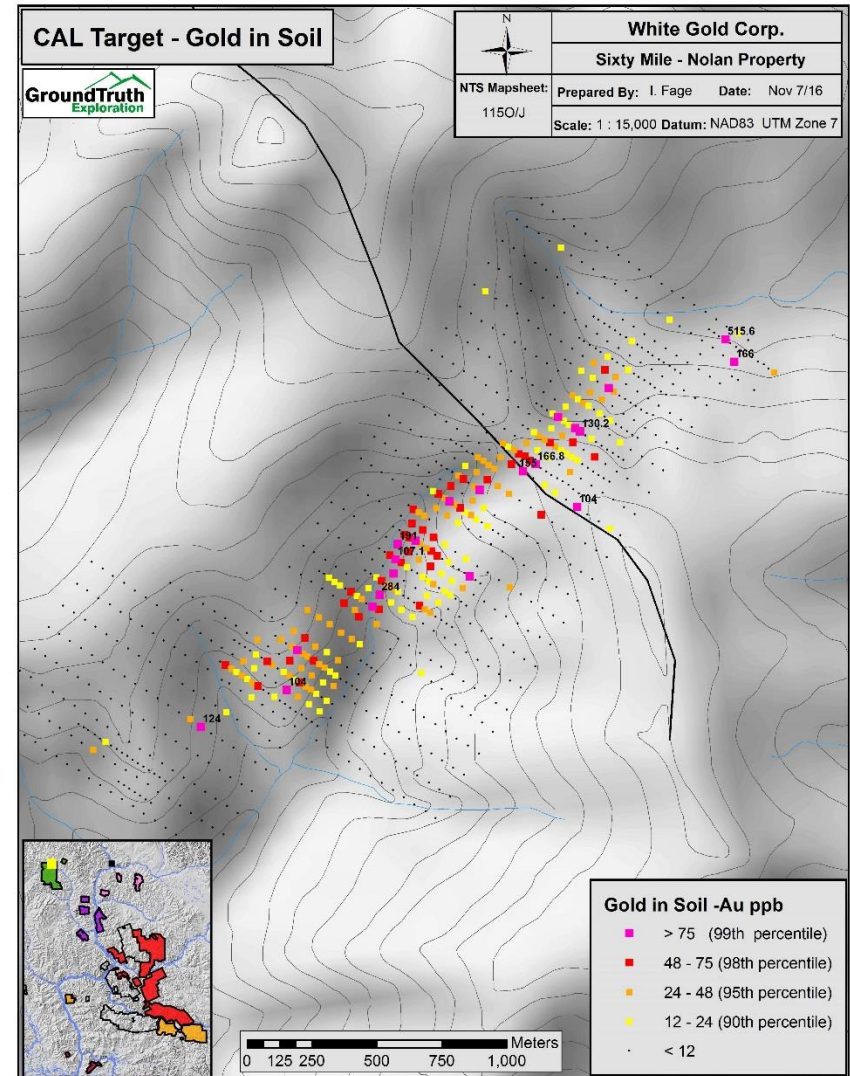 CAL Target - Gold in Soil
GroundTruth
Exploration
N
NTS Mapsheet:
115O/J
White Gold Corp.
Sixty Mile - Nolan Property
Prepared By: I. Fage Date: Nov 7/16
Scale: 1 : 15,000 Datum: NAD83 UTM Zone 7
515.6
166
130.2
166.8
195
104
191
107.1
284
104
124
Gold in Soil -Au ppb
> 75 (99th percentile)
48 - 75 (98th percentile)
24 - 48 (95th percentile)
12 - 24 (90th percentile)
< 12
Meters
0 125 250 500 750 1,000